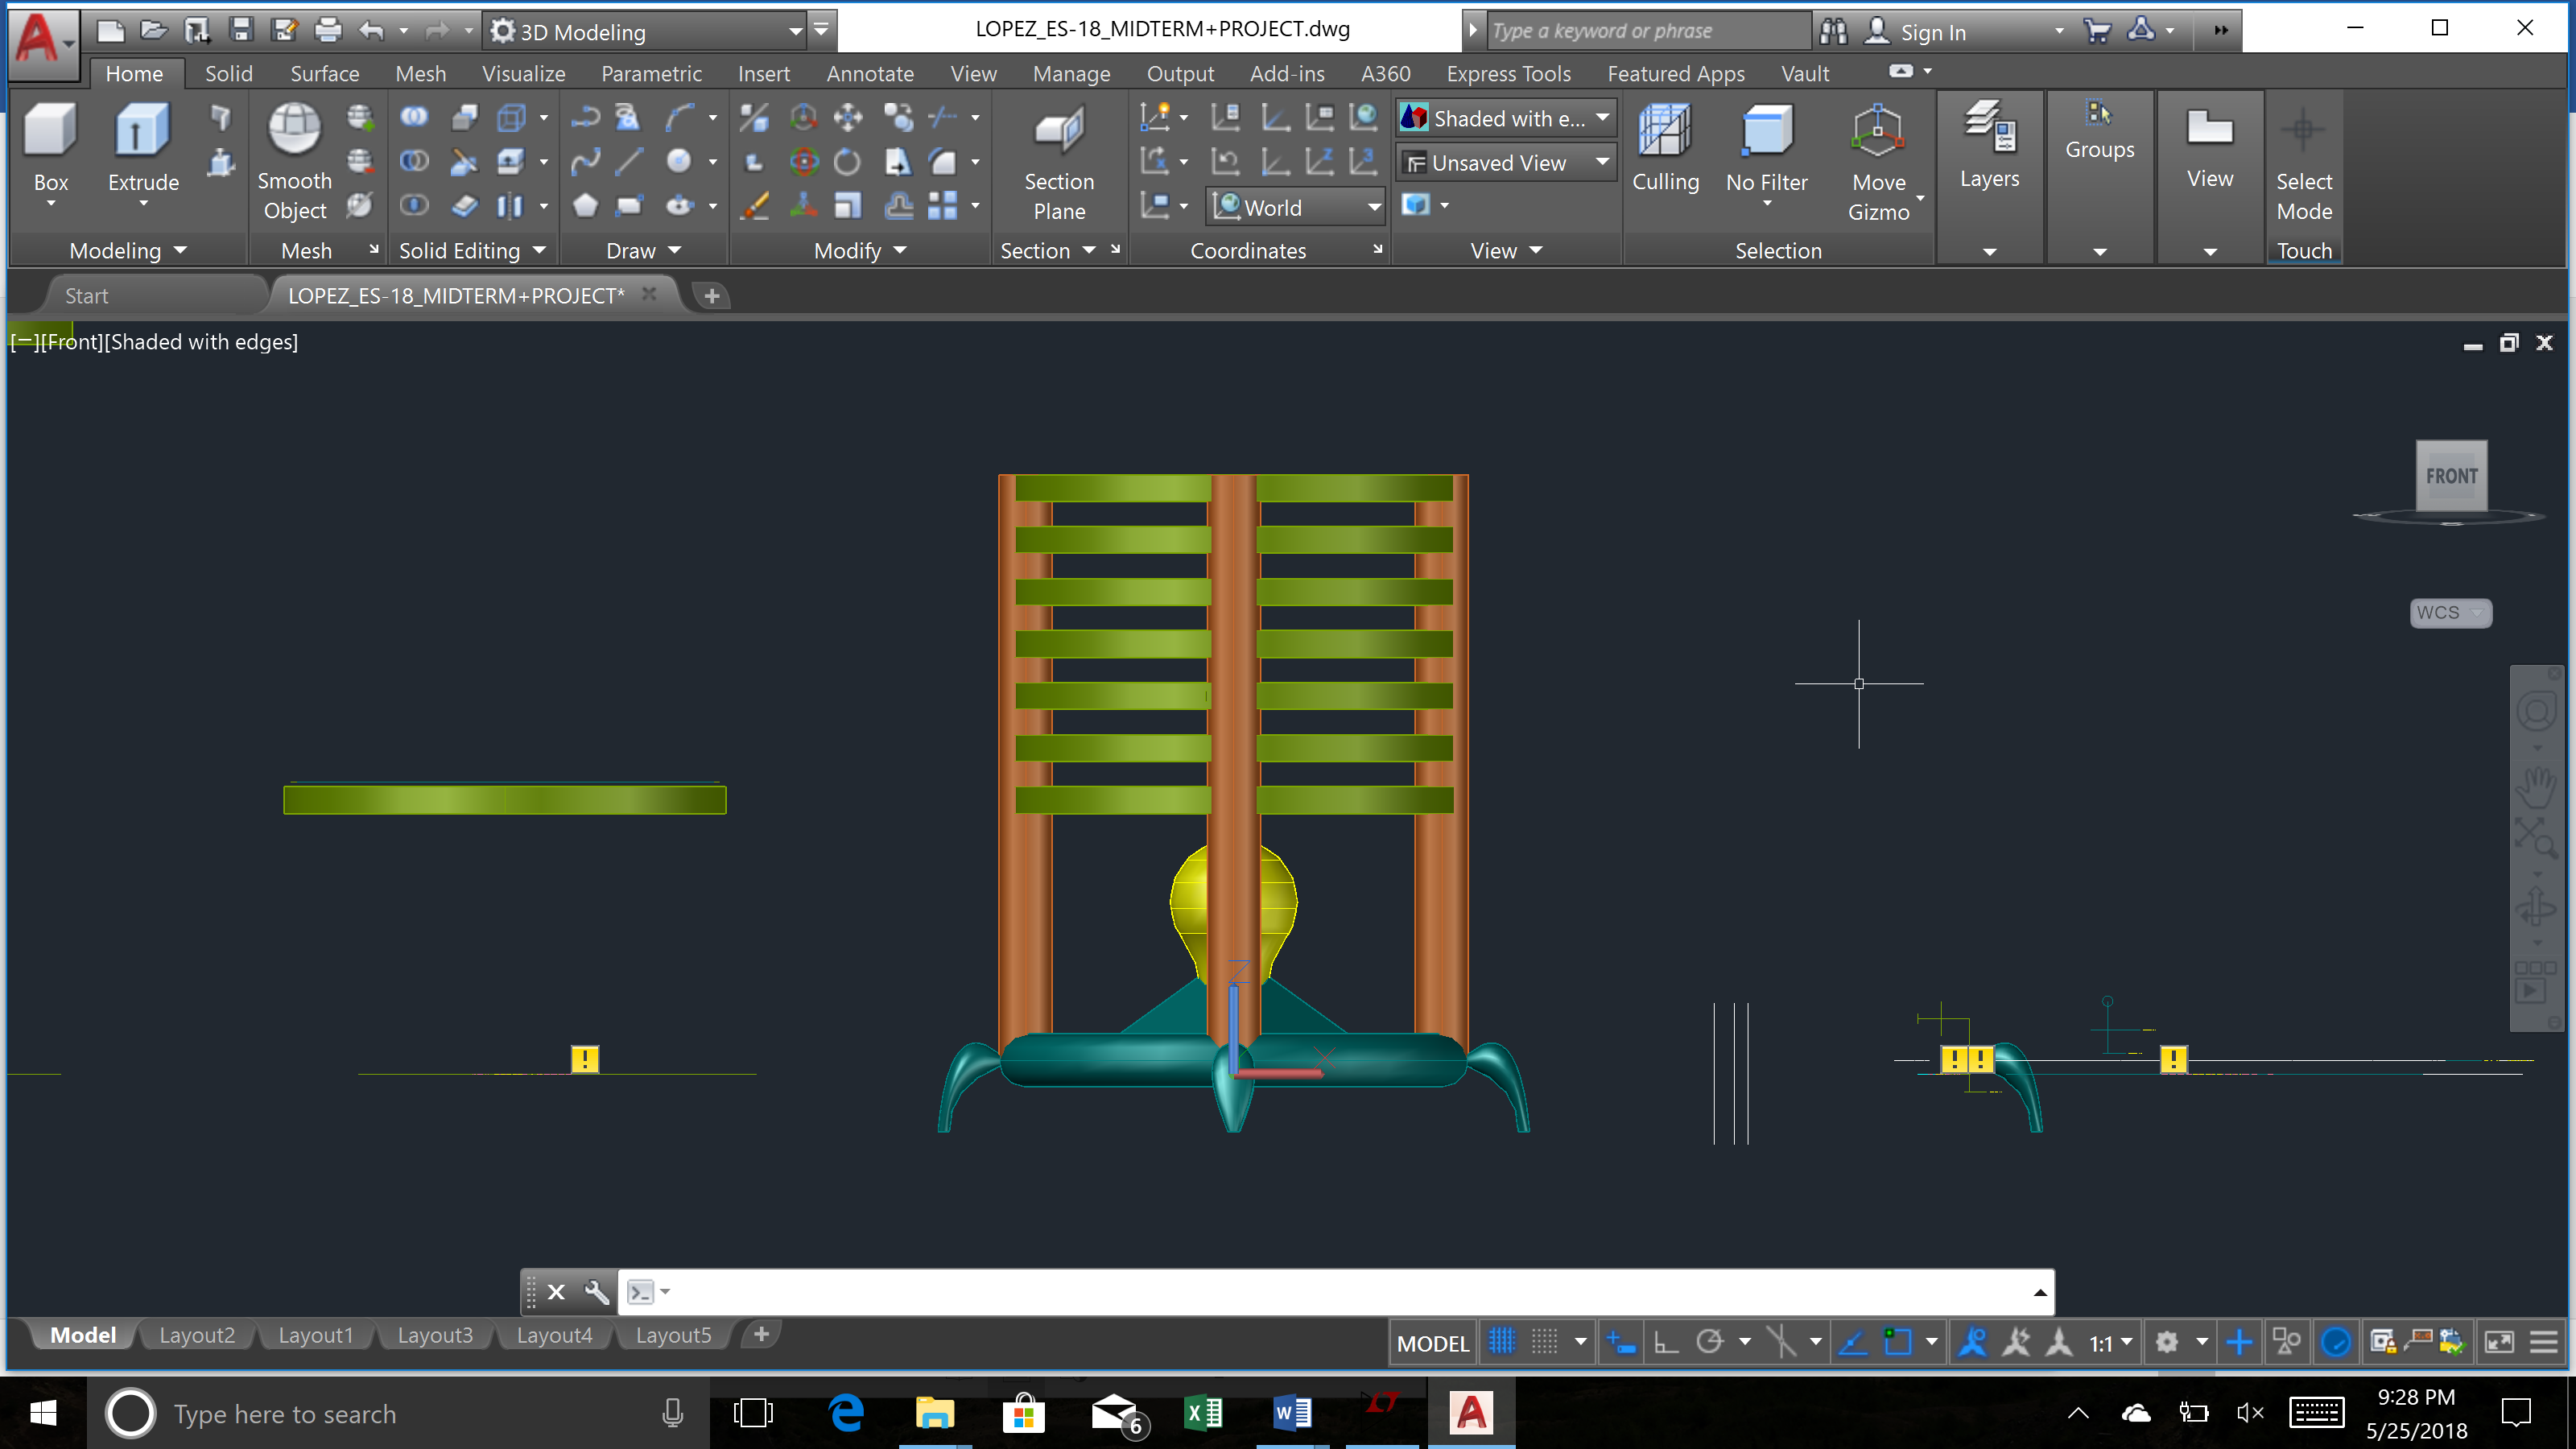 3D Modeling
LOPEZ_ES-18_MIDTERM+PROJECT.dwg
Type a keyword or phrase
Sign In
Home Solid Surface Mesh Visualize Parametric Insert Annotate View Manage Output Add-ins A360 Express Tools Featured Apps Vault
Box
Extrude
Smooth Object
Section Plane
World
Shaded with e...
Unsaved View
Culling
No Filter
Move Gizmo
Layers
Groups
View
Select Mode
Modeling Mesh Solid Editing Draw Modify Section Coordinates View Selection Touch
Start
LOPEZ_ES-18_MIDTERM+PROJECT*
[−][Front][Shaded with edges]
FRONT
WCS
Z
X
!
! !
!
Model Layout2 Layout1 Layout3 Layout4 Layout5
MODEL
1:1
Type here to search
6
9:28 PM
5/25/2018